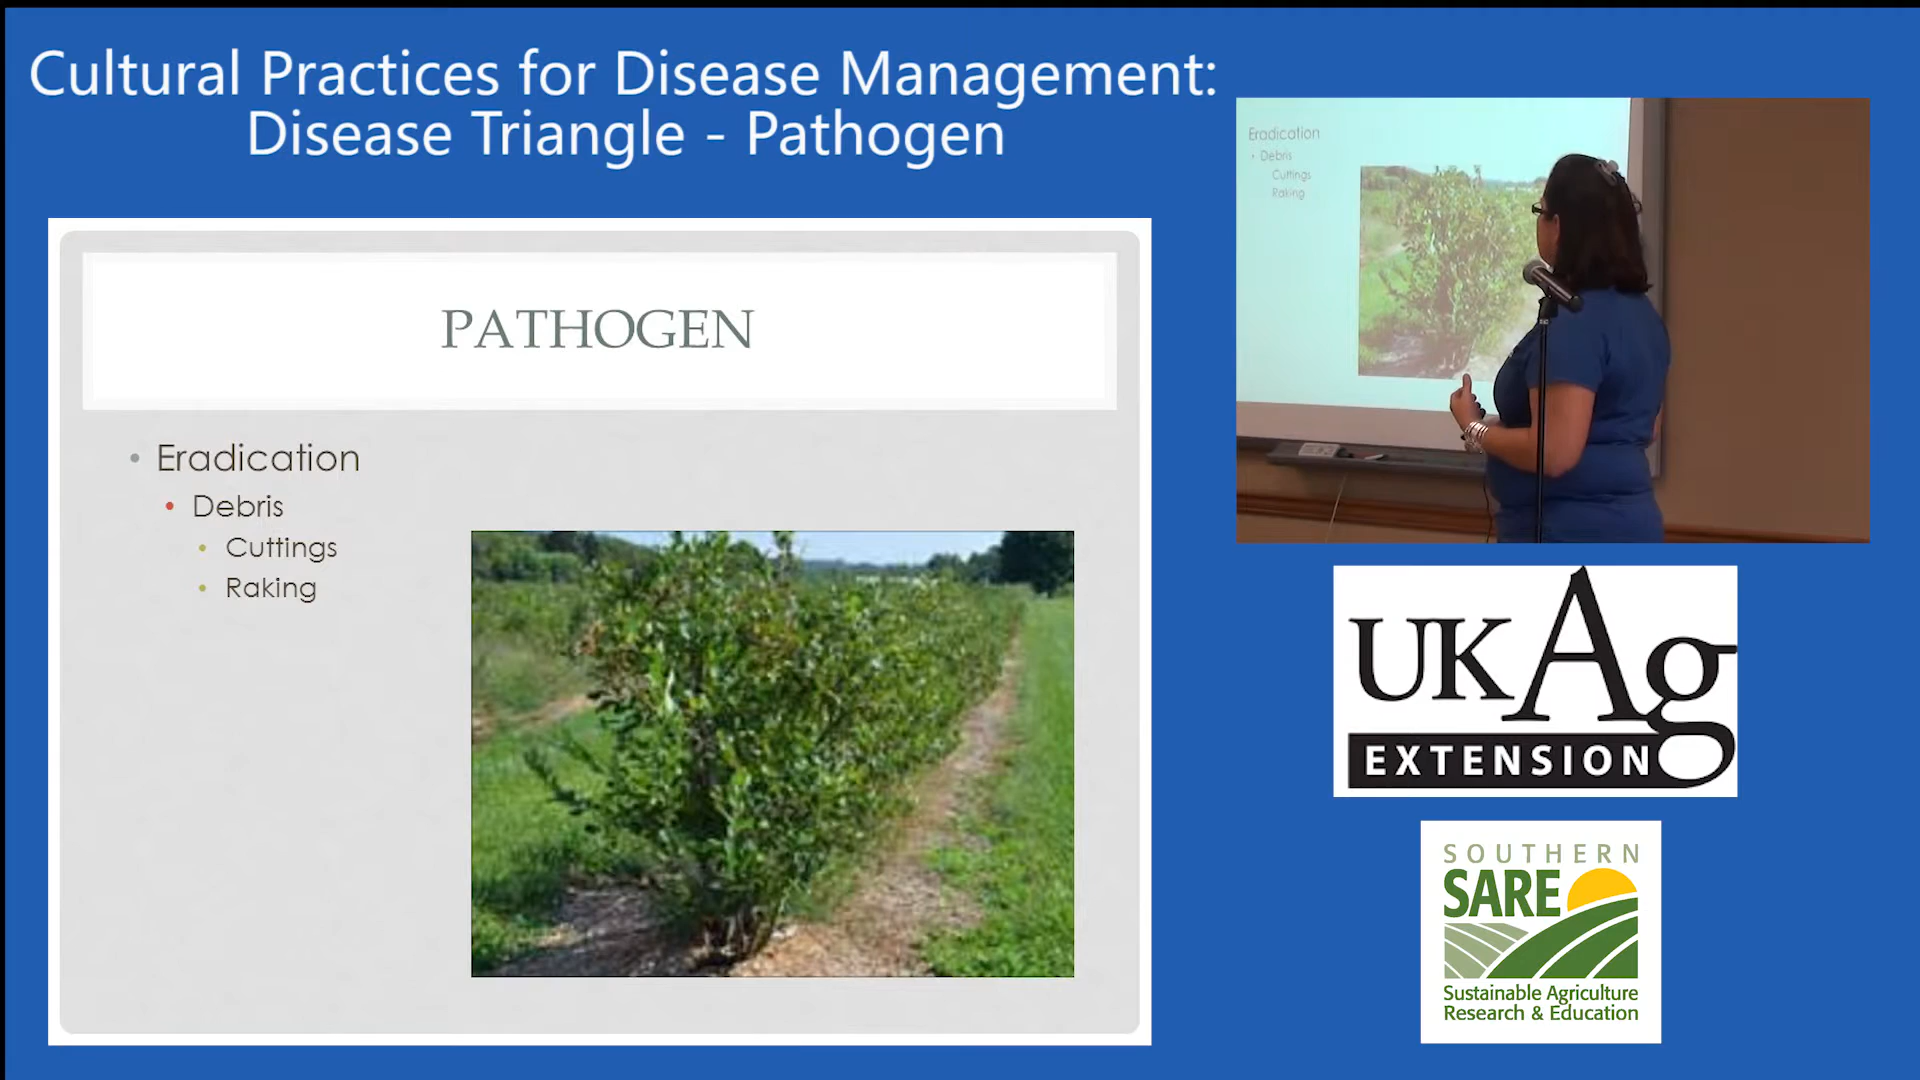 Cultural Practices for Disease Management:
Disease Triangle - Pathogen
PATHOGEN
• Eradication
• Debris
• Cuttings
• Raking
Eradication
• Debris
Cuttings
Raking
UKAg
EXTENSION
SOUTHERN
SARE
Sustainable Agriculture
Research & Education